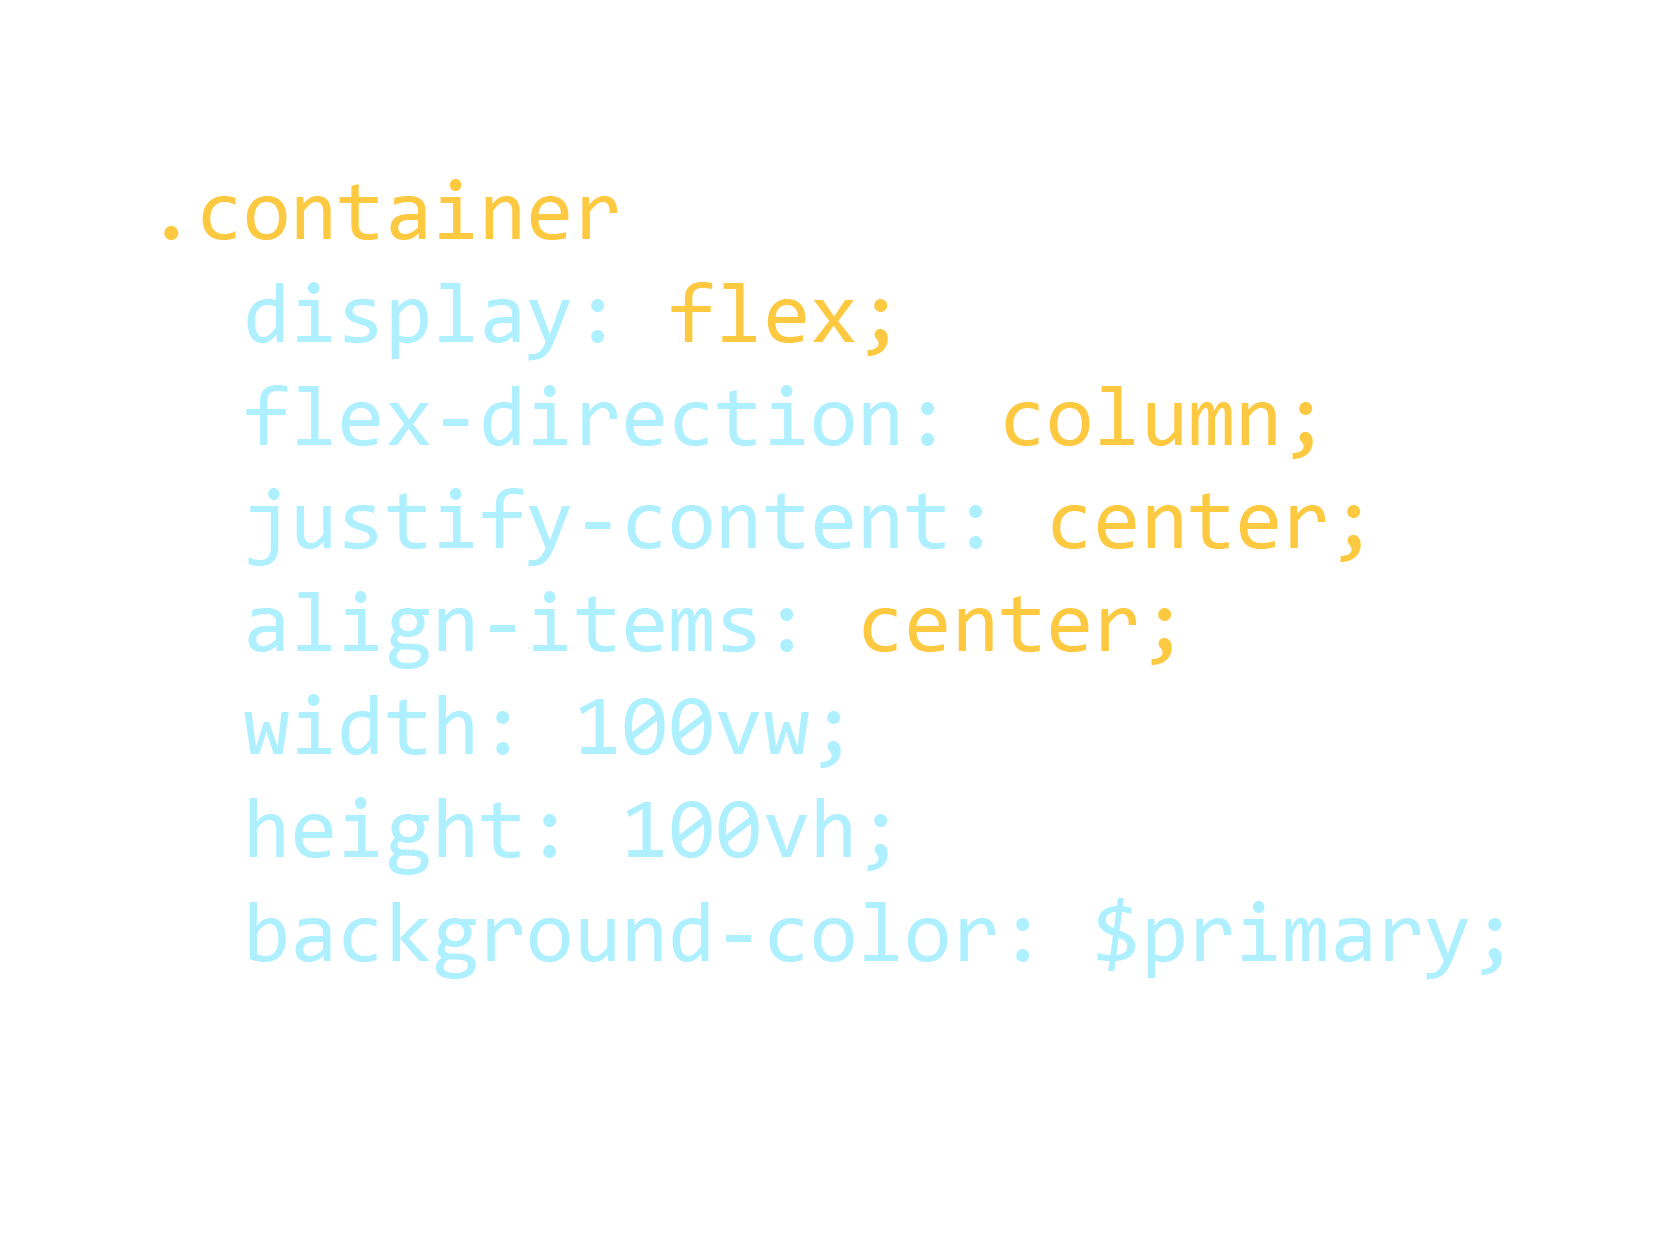 .container
display: flex;
flex-direction: column;
justify-content: center;
align-items: center;
width: 100vw;
height: 100vh;
background-color: $primary;